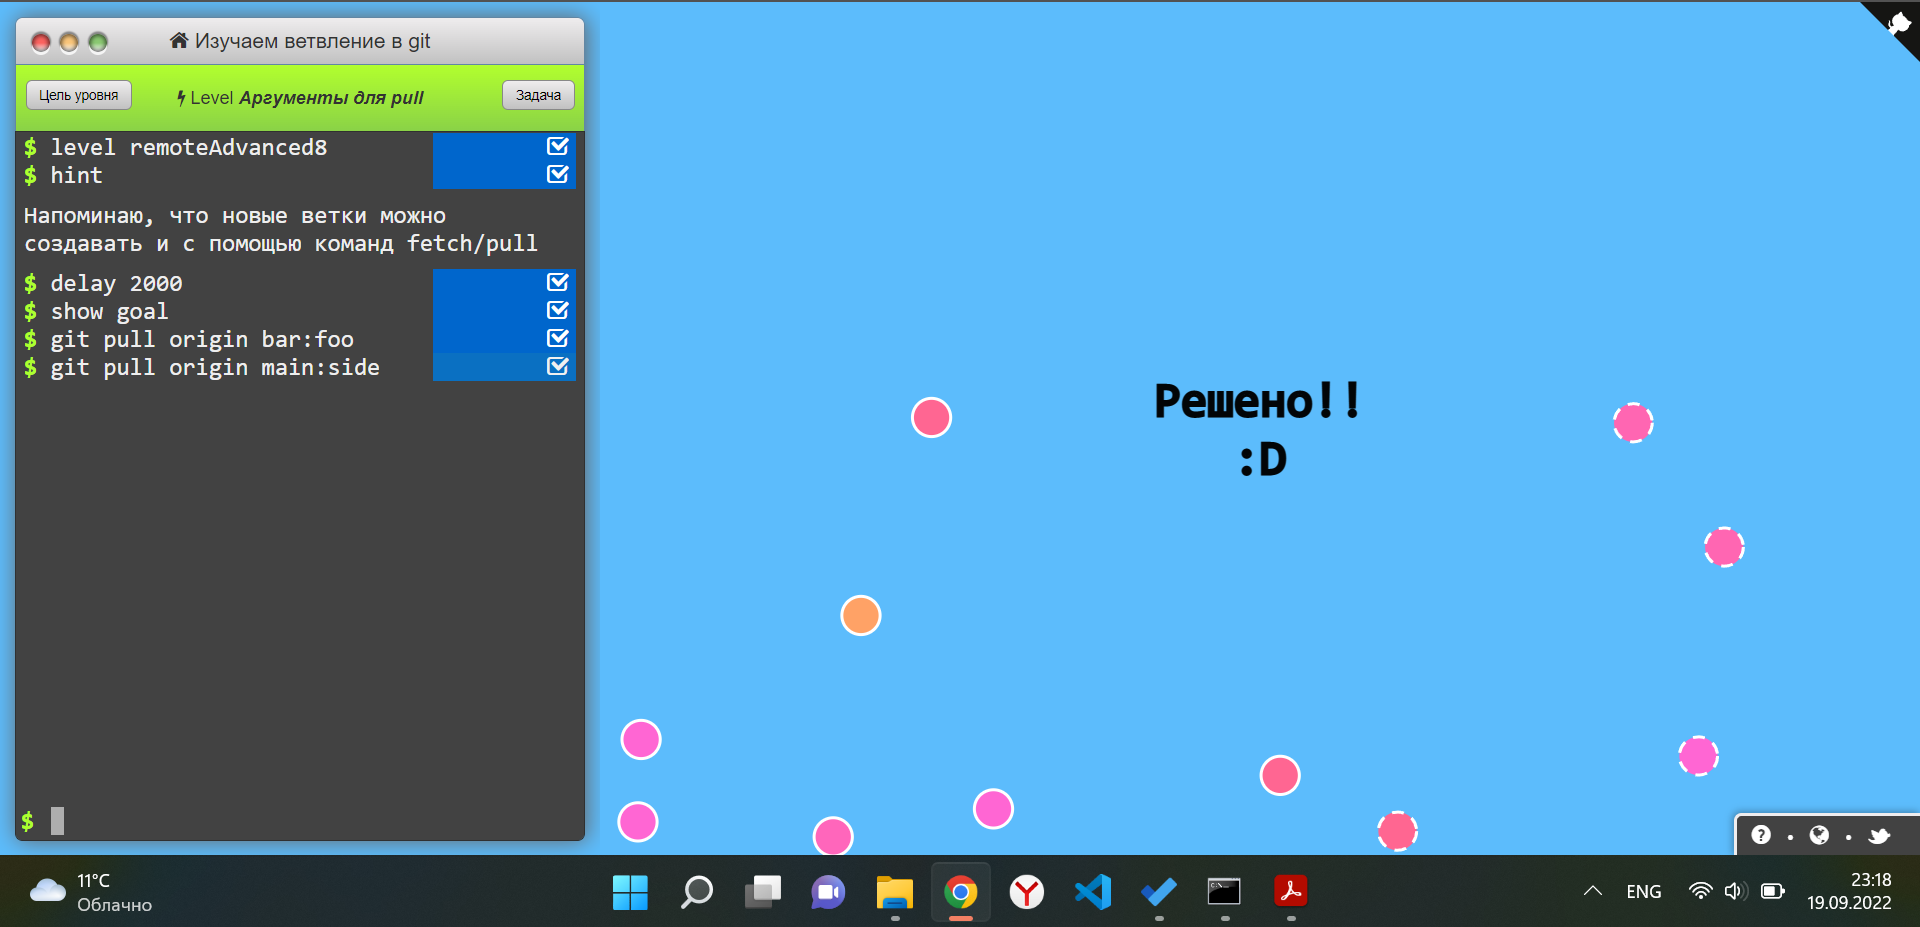 Изучаем ветвление в git
Цель уровня
Level Аргументы для pull
Задача
$ level remoteAdvanced8
$ hint
Напоминаю, что новые ветки можно
создавать и с помощью команд fetch/pull
$ delay 2000
$ show goal
$ git pull origin bar:foo
$ git pull origin main:side
$
Решено!!
:D
?
11°C
Облачно
C:\
ENG
23:18
19.09.2022